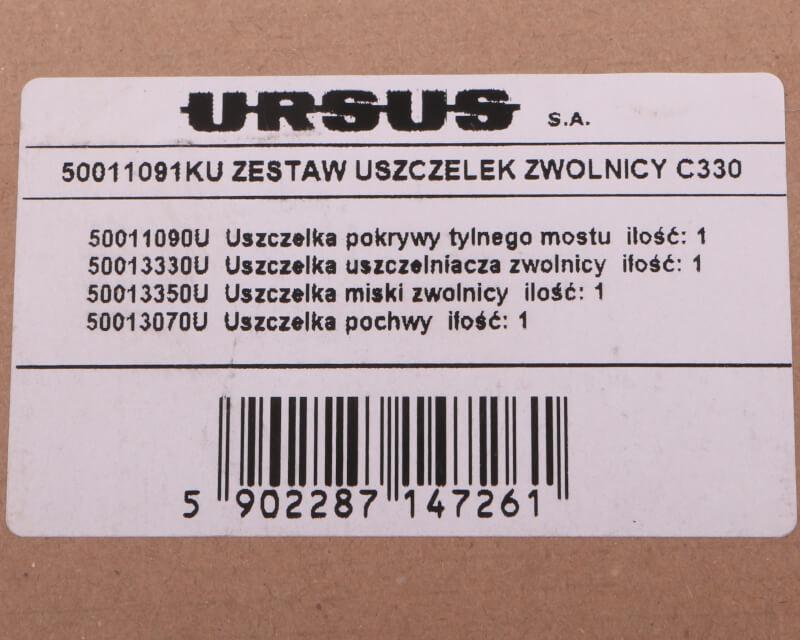 URSUS S.A.
50011091KU ZESTAW USZCZELEK ZWOLNICY C330
50011090U Uszczelka pokrywy tylnego mostu ilość: 1
50013330U Uszczelka uszczelniacza zwolnicy ilość: 1
50013350U Uszczelka miski zwolnicy ilość: 1
50013070U Uszczelka pochwy ilość: 1
5 902287 147261